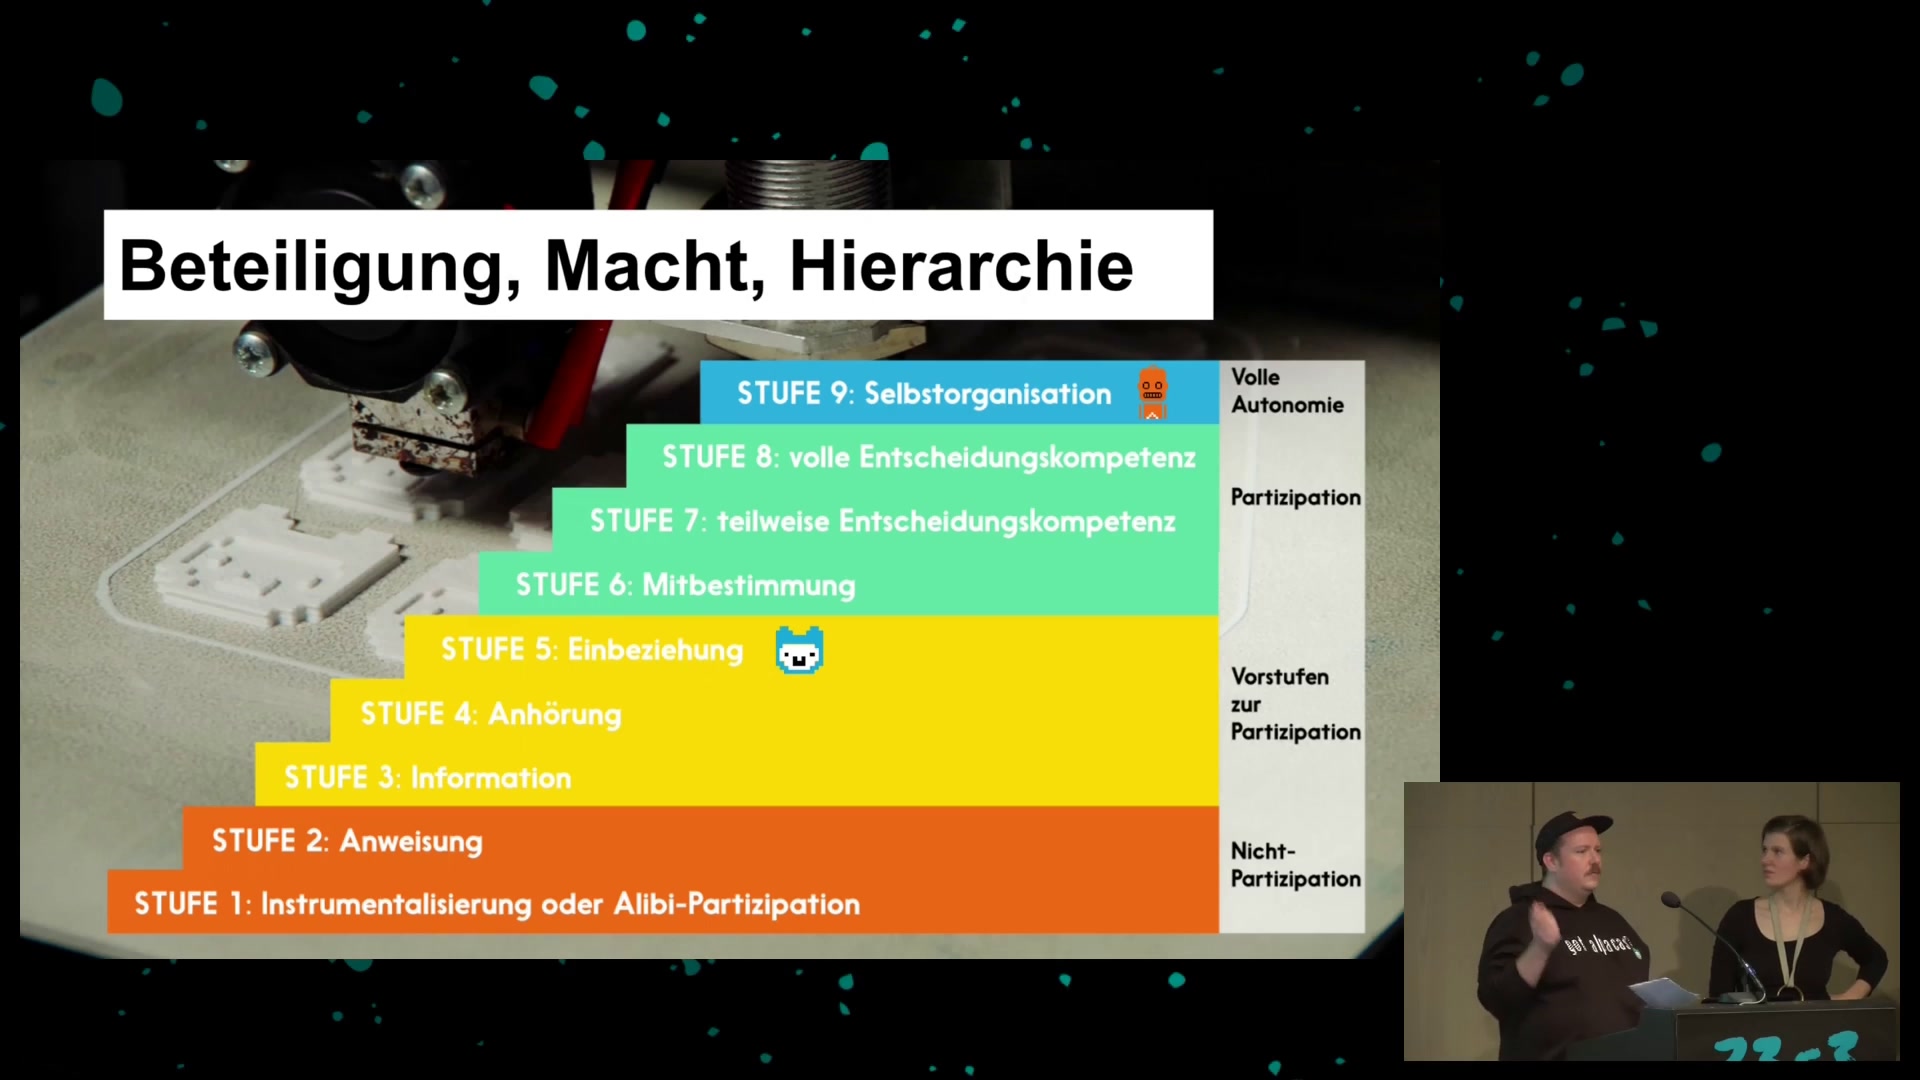 Beteiligung, Macht, Hierarchie
STUFE 9: Selbstorganisation
Volle
Autonomie
STUFE 8: volle Entscheidungskompetenz
STUFE 7: teilweise Entscheidungskompetenz
Partizipation
STUFE 6: Mitbestimmung
STUFE 5: Einbeziehung
STUFE 4: Anhörung
STUFE 3: Information
Vorstufen
zur
Partizipation
STUFE 2: Anweisung
STUFE 1: Instrumentalisierung oder Alibi-Partizipation
Nicht-
Partizipation
got alpacas?